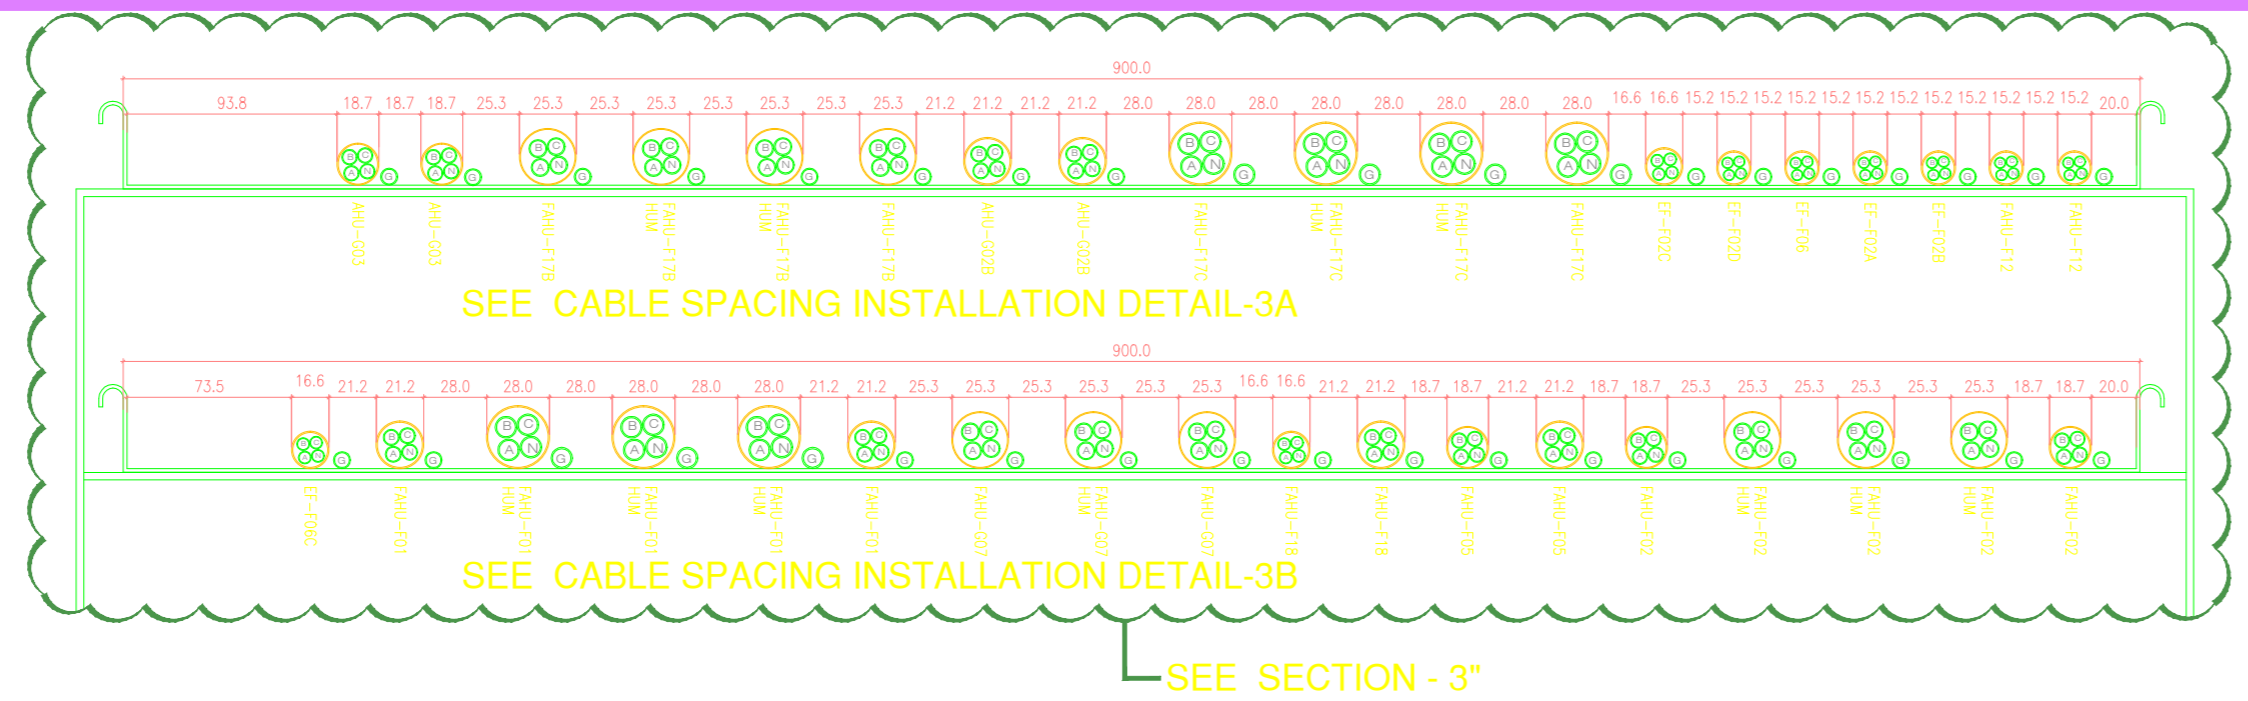 900.0
93.8 18.7 18.7 18.7 25.3 25.3 25.3 25.3 25.3 25.3 25.3 25.3 21.2 21.2 21.2 21.2 28.0 28.0 28.0 28.0 28.0 28.0 28.0 28.0 16.6 16.6 15.2 15.2 15.2 15.2 15.2 15.2 15.2 15.2 15.2 15.2 15.2 15.2 20.0
B C A N G B C A N G B C A N G B C A N G B C A N G B C A N G B C A N G B C A N G B C A N G B C A N G B C A N G B C A N G B C A N G B C A N G B C A N G B C A N G B C A N G B C A N G B C A N G
AHU-G03
AHU-G03
FAHU-F17B
FAHU-F17B
HUM
FAHU-F17B
HUM
FAHU-F17B
AHU-G02B
AHU-G02B
FAHU-F17C
FAHU-F17C
HUM
FAHU-F17C
HUM
FAHU-F17C
EF-F02C
EF-F02D
EF-F06
EF-F02A
EF-F02B
FAHU-F12
FAHU-F12
SEE CABLE SPACING INSTALLATION DETAIL-3A
900.0
73.5 16.6 21.2 21.2 28.0 28.0 28.0 28.0 28.0 28.0 21.2 21.2 25.3 25.3 25.3 25.3 25.3 25.3 16.6 16.6 21.2 21.2 18.7 18.7 21.2 21.2 18.7 18.7 25.3 25.3 25.3 25.3 25.3 25.3 18.7 18.7 20.0
B C A N G B C A N G B C A N G B C A N G B C A N G B C A N G B C A N G B C A N G B C A N G B C A N G B C A N G B C A N G B C A N G B C A N G B C A N G B C A N G B C A N G B C A N G
EF-F06C
FAHU-F01
FAHU-F01
HUM
FAHU-F01
HUM
FAHU-F01
HUM
FAHU-F01
FAHU-G07
FAHU-G07
HUM
FAHU-G07
FAHU-F18
FAHU-F18
FAHU-F05
FAHU-F05
FAHU-F02
FAHU-F02
HUM
FAHU-F02
HUM
FAHU-F02
HUM
FAHU-F02
SEE CABLE SPACING INSTALLATION DETAIL-3B
SEE SECTION - 3"